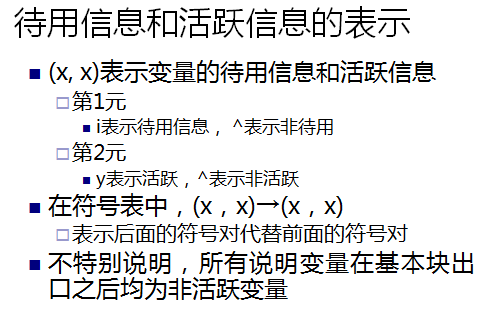 待用信息和活跃信息的表示
(x, x)表示变量的待用信息和活跃信息
第1元
i表示待用信息，^表示非待用
第2元
y表示活跃，^表示非活跃
在符号表中，(x，x)→(x，x)
表示后面的符号对代替前面的符号对
不特别说明，所有说明变量在基本块出
口之后均为非活跃变量